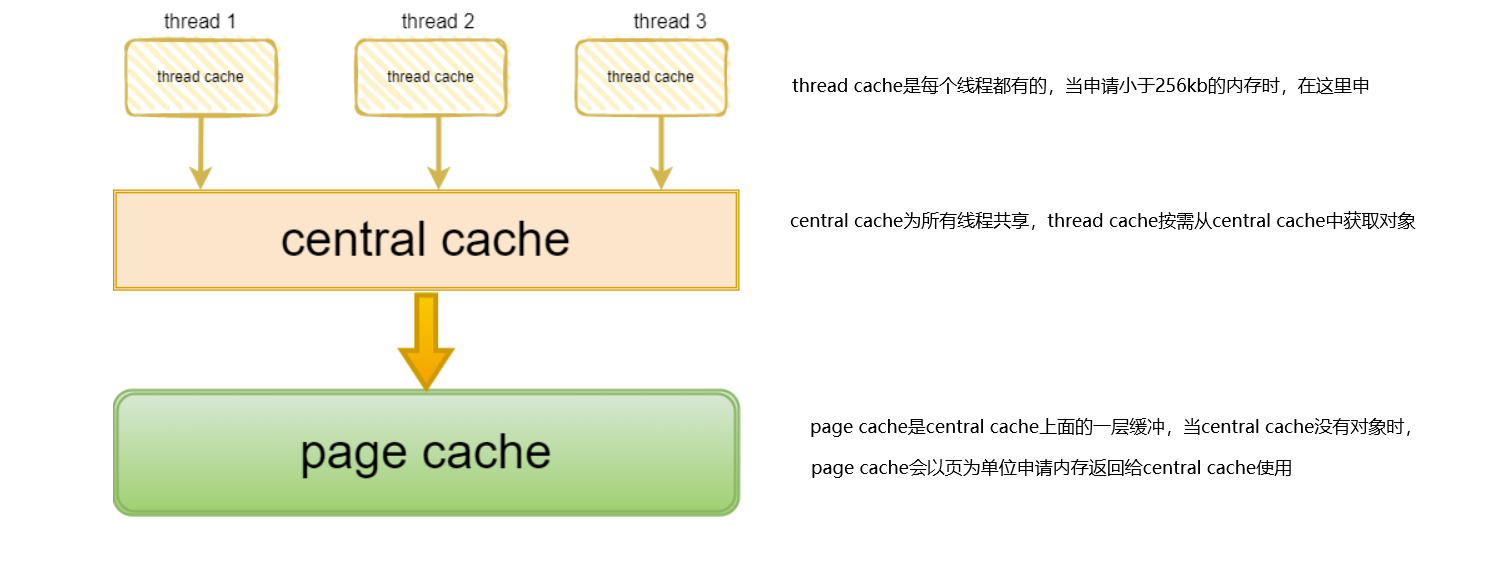 thread 1
thread 2
thread 3
thread cache
thread cache
thread cache
thread cache是每个线程都有的，当申请小于256kb的内存时，在这里申
central cache
central cache为所有线程共享，thread cache按需从central cache中获取对象
page cache
page cache是central cache上面的一层缓冲，当central cache没有对象时，
page cache会以页为单位申请内存返回给central cache使用